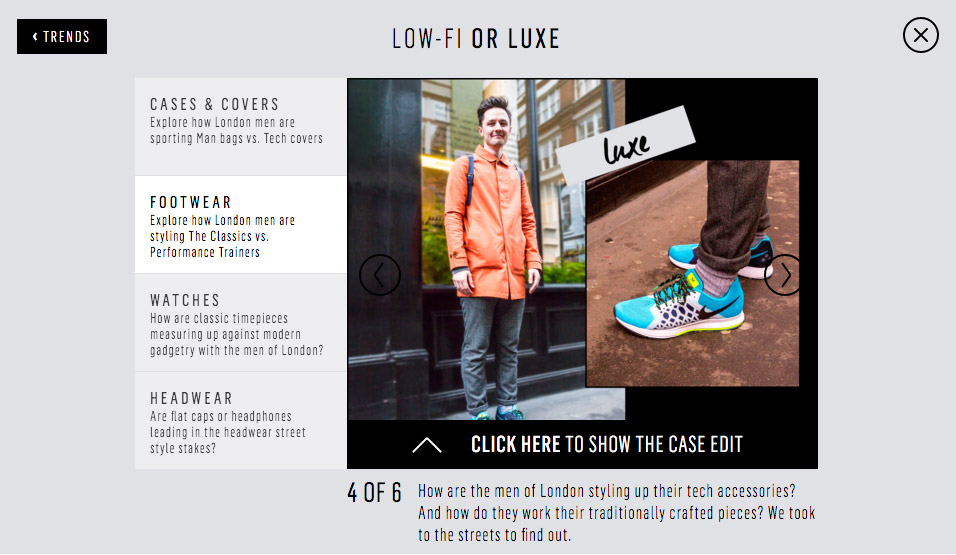 ‹ TRENDS
LOW-FI OR LUXE
CASES & COVERS
Explore how London men are
sporting Man bags vs. Tech covers
FOOTWEAR
Explore how London men are
styling The Classics vs.
Performance Trainers
WATCHES
How are classic timepieces
measuring up against modern
gadgetry with the men of London?
HEADWEAR
Are flat caps or headphones
leading in the headwear street
style stakes?
luxe
CLICK HERE TO SHOW THE CASE EDIT
4 OF 6
How are the men of London styling up their tech accessories?
And how do they work their traditionally crafted pieces? We took
to the streets to find out.